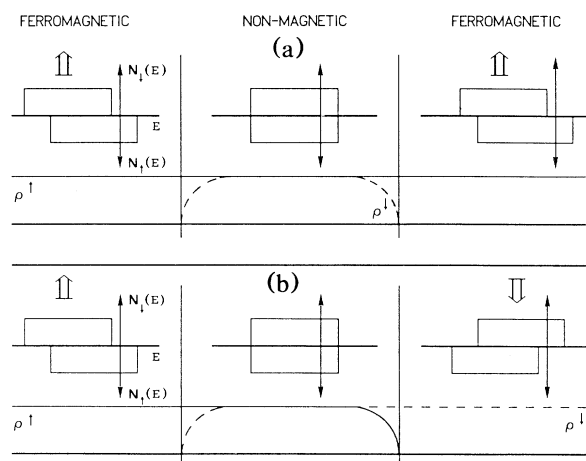 FERROMAGNETIC NON-MAGNETIC FERROMAGNETIC
(a)
N↓(E)
E
N↑(E)
ρ↑
ρ↓
(b)
N↓(E)
E
N↑(E)
ρ↑
ρ↓